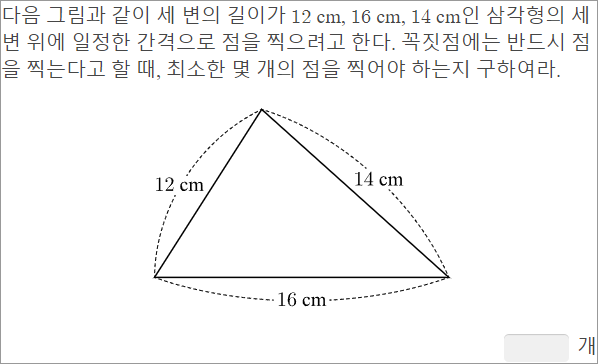 다음 그림과 같이 세 변의 길이가 12 cm, 16 cm, 14 cm인 삼각형의 세
변 위에 일정한 간격으로 점을 찍으려고 한다. 꼭짓점에는 반드시 점
을 찍는다고 할 때, 최소한 몇 개의 점을 찍어야 하는지 구하여라.
12 cm
14 cm
16 cm
개